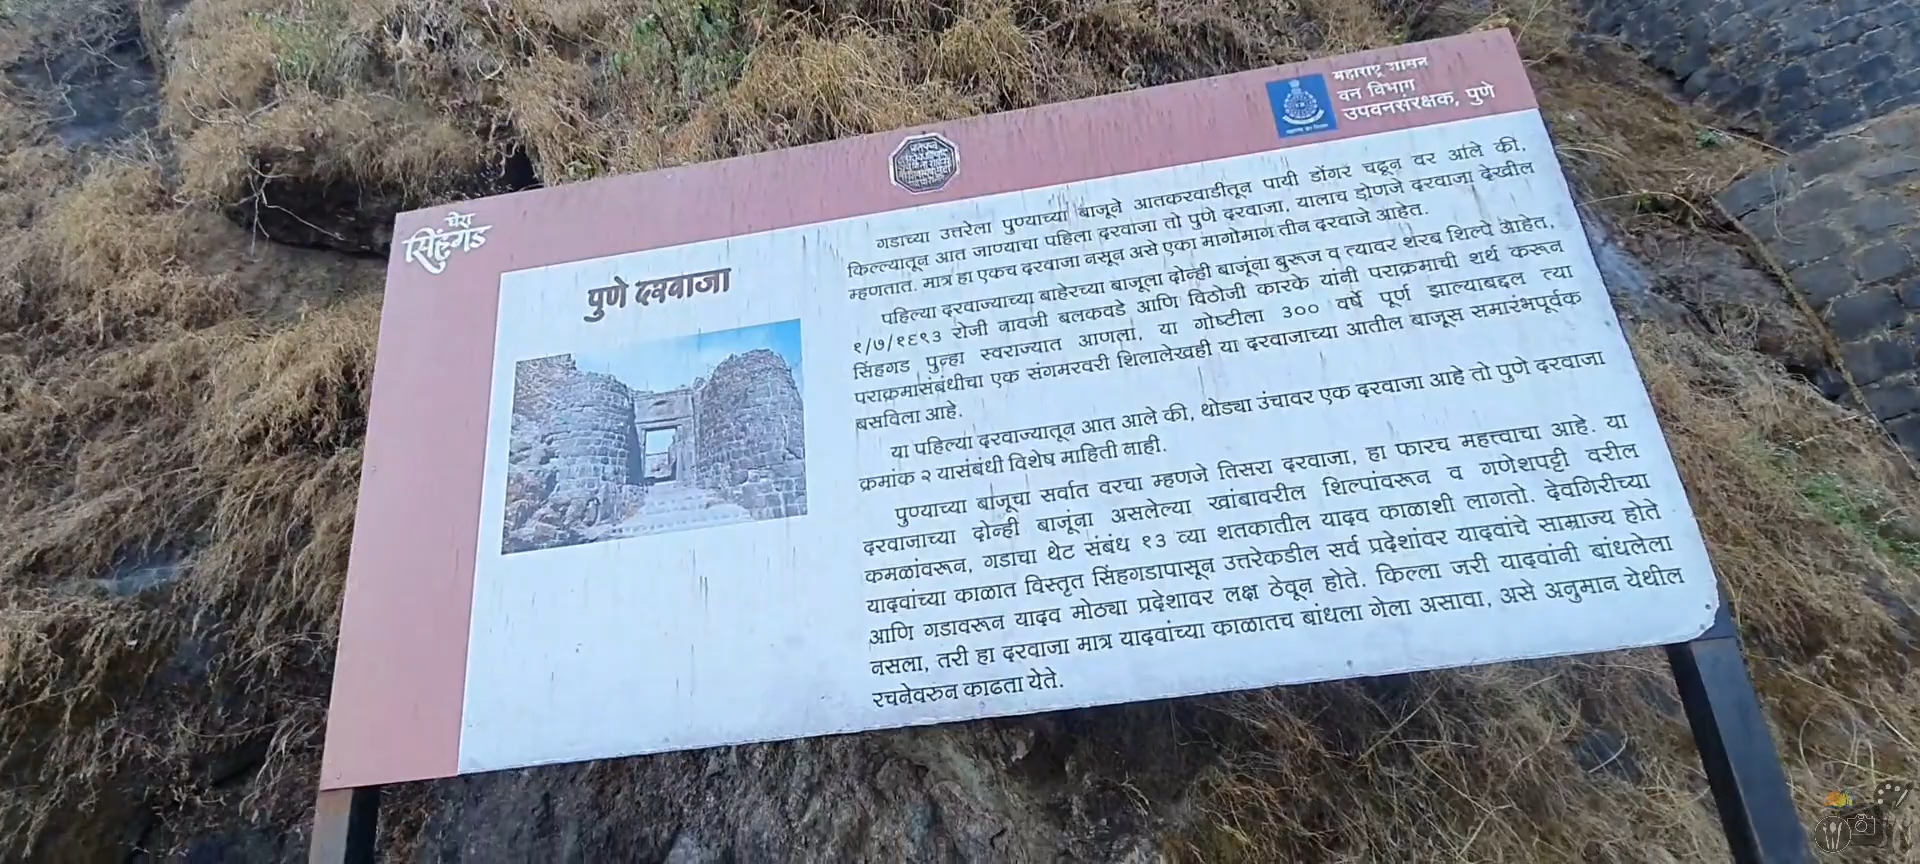 महाराष्ट्र शासन
वन विभाग
उपवनसंरक्षक, पुणे
घेरा
सिंहगड
पुणे दरवाजा
गडाच्या उत्तरेला पुण्याच्या बाजूने आतकरवाडीतून पायी डोंगर चढून वर आले की,
किल्ल्यातून आत जाण्याचा पहिला दरवाजा तो पुणे दरवाजा, यालाच डोणजे दरवाजा देखील
म्हणतात. मात्र हा एकच दरवाजा नसून असे एका मागोमाग तीन दरवाजे आहेत.
पहिल्या दरवाज्याच्या बाहेरच्या बाजूला दोन्ही बाजूंना बुरूज व त्यावर शरब शिल्पे आहेत,
१/७/१६९३ रोजी नावजी बलकवडे आणि विठोजी कारके यांनी पराक्रमाची शर्थ करून
सिंहगड पुन्हा स्वराज्यात आणला, या गोष्टीला ३०० वर्षे पूर्ण झाल्याबद्दल त्या
पराक्रमासंबंधीचा एक संगमरवरी शिलालेखही या दरवाजाच्या आतील बाजूस समारंभपूर्वक
बसविला आहे.
या पहिल्या दरवाज्यातून आत आले की, थोड्या उंचावर एक दरवाजा आहे तो पुणे दरवाजा
क्रमांक २ यासंबंधी विशेष माहिती नाही.
पुण्याच्या बाजूचा सर्वात वरचा म्हणजे तिसरा दरवाजा, हा फारच महत्त्वाचा आहे. या
दरवाजाच्या दोन्ही बाजूंना असलेल्या खांबावरील शिल्पांवरून व गणेशपट्टी वरील
कमळांवरून, गडाचा थेट संबंध १३ व्या शतकातील यादव काळाशी लागतो. देवगिरीच्या
यादवांच्या काळात विस्तृत सिंहगडापासून उत्तरेकडील सर्व प्रदेशांवर यादवांचे साम्राज्य होते
आणि गडावरून यादव मोठ्या प्रदेशावर लक्ष ठेवून होते. किल्ला जरी यादवांनी बांधलेला
नसला, तरी हा दरवाजा मात्र यादवांच्या काळातच बांधला गेला असावा, असे अनुमान येथील
रचनेवरुन काढता येते.